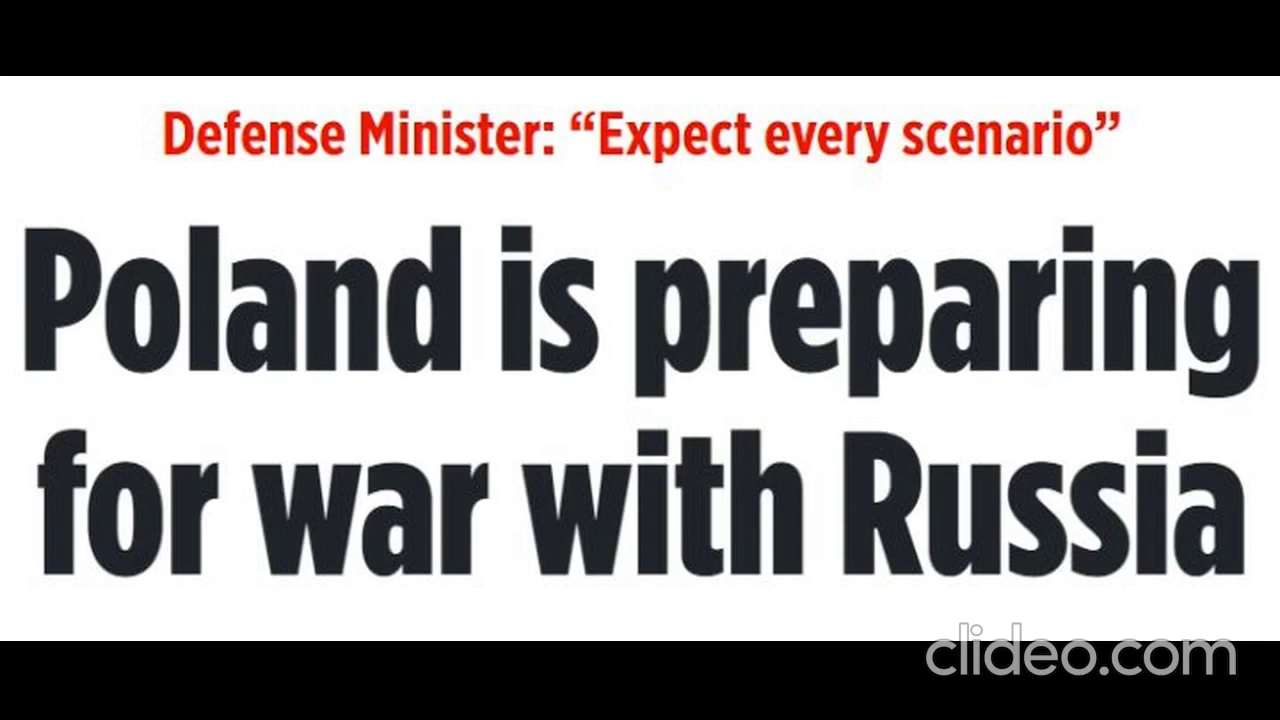 Defense Minister: “Expect every scenario”
Poland is preparing
for war with Russia
clideo.com